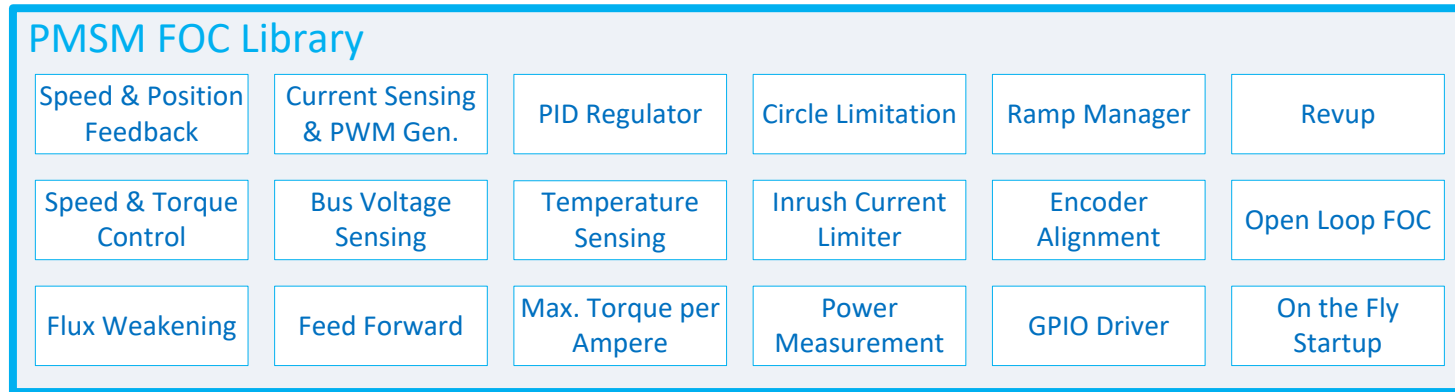 PMSM FOC Library
Speed & Position
Feedback
Current Sensing
& PWM Gen.
PID Regulator
Circle Limitation
Ramp Manager
Revup
Speed & Torque
Control
Bus Voltage
Sensing
Temperature
Sensing
Inrush Current
Limiter
Encoder
Alignment
Open Loop FOC
Flux Weakening
Feed Forward
Max. Torque per
Ampere
Power
Measurement
GPIO Driver
On the Fly
Startup